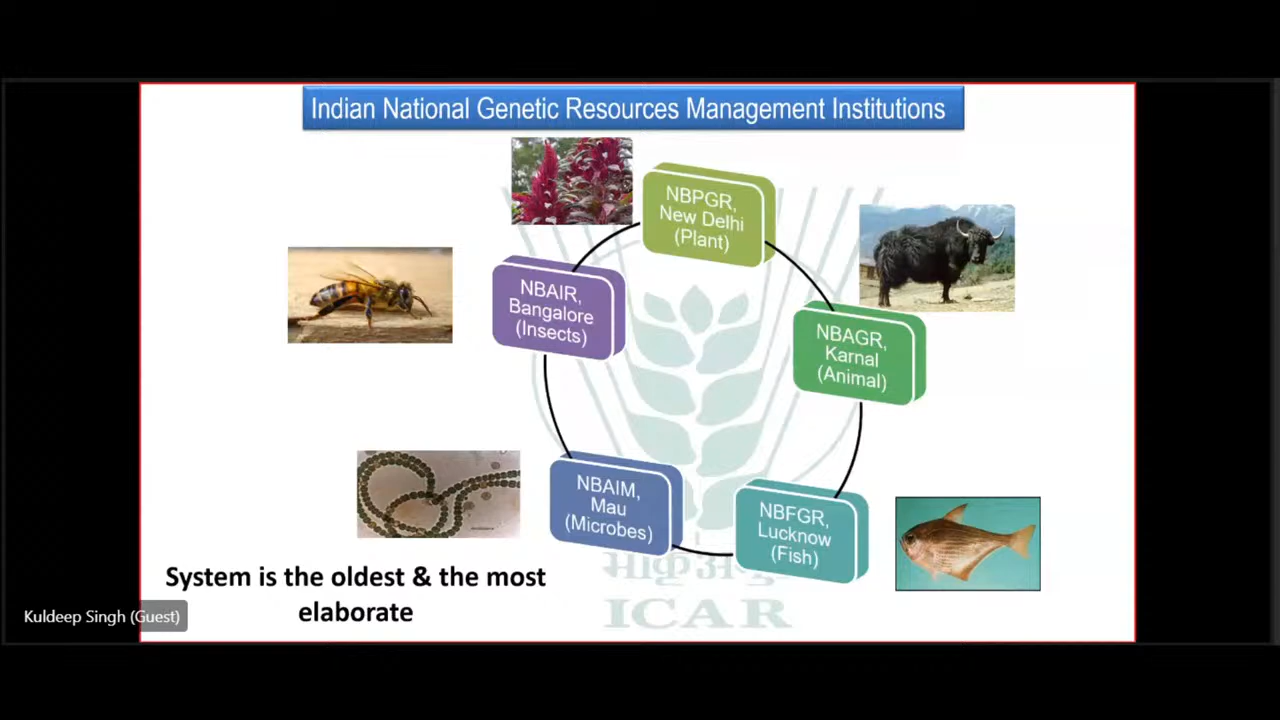 Indian National Genetic Resources Management Institutions
NBPGR,
New Delhi
(Plant)
NBAGR,
Karnal
(Animal)
NBFGR,
Lucknow
(Fish)
NBAIM,
Mau
(Microbes)
NBAIR,
Bangalore
(Insects)
System is the oldest & the most
elaborate
Kuldeep Singh (Guest)
ICAR